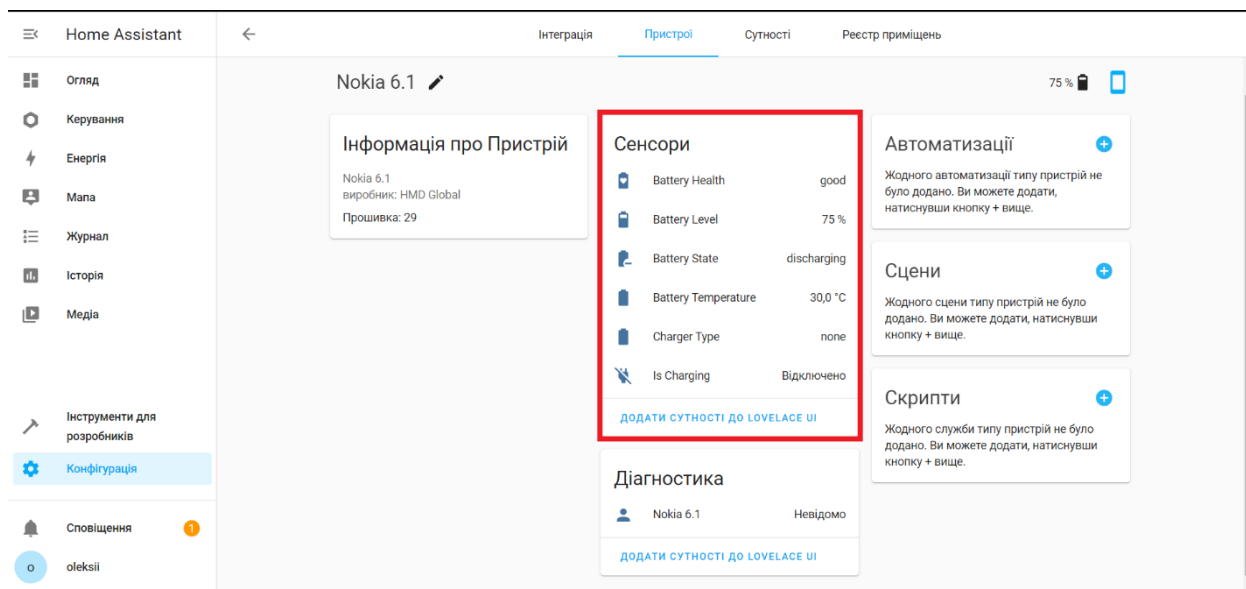 Home Assistant
Огляд
Керування
Енергія
Мапа
Журнал
Історія
Медіа
Інструменти для
розробників
Конфігурація
Сповіщення 1
o oleksii
Інтеграція Пристрої Сутності Реєстр приміщень
Nokia 6.1
75 %
Інформація про Пристрій
Nokia 6.1
виробник: HMD Global
Прошивка: 29
Сенсори
Battery Health good
Battery Level 75 %
Battery State discharging
Battery Temperature 30,0 °C
Charger Type none
Is Charging Відключено
ДОДАТИ СУТНОСТІ ДО LOVELACE UI
Діагностика
Nokia 6.1 Невідомо
ДОДАТИ СУТНОСТІ ДО LOVELACE UI
Автоматизації
Жодного автоматизації типу пристрій не
було додано. Ви можете додати,
натиснувши кнопку + вище.
Сцени
Жодного сцени типу пристрій не було
додано. Ви можете додати, натиснувши
кнопку + вище.
Скрипти
Жодного служби типу пристрій не було
додано. Ви можете додати, натиснувши
кнопку + вище.